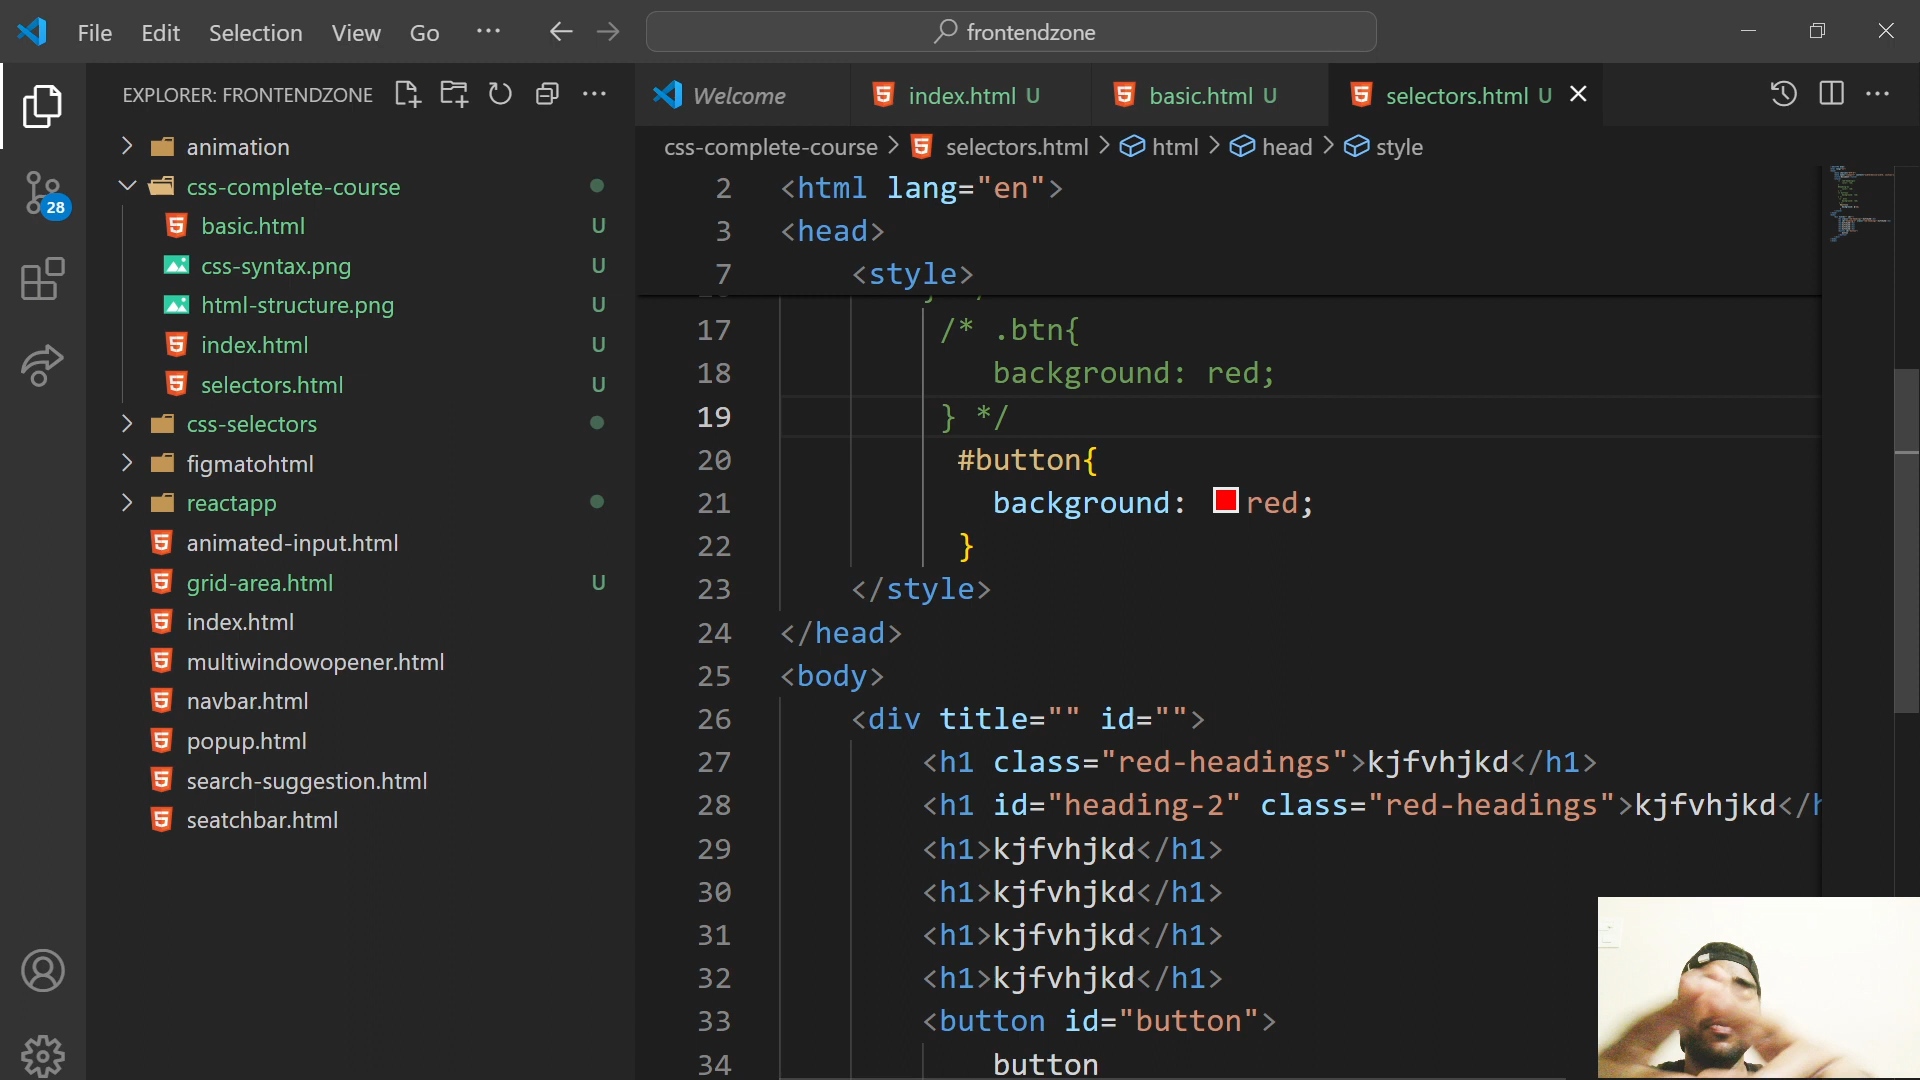 File Edit Selection View Go ··· frontendzone
EXPLORER: FRONTENDZONE
animation
css-complete-course
basic.html U
css-syntax.png U
html-structure.png U
index.html U
selectors.html U
css-selectors
figmatohtml
reactapp
animated-input.html
grid-area.html U
index.html
multiwindowopener.html
navbar.html
popup.html
search-suggestion.html
seatchbar.html
28
Welcome index.html U basic.html U selectors.html U
css-complete-course > selectors.html > html > head > style
2 <html lang="en">
3 <head>
7 <style>
17 /* .btn{
18 background: red;
19 } */
20 #button{
21 background: red;
22 }
23 </style>
24 </head>
25 <body>
26 <div title="" id="">
27 <h1 class="red-headings">kjfvhjkd</h1>
28 <h1 id="heading-2" class="red-headings">kjfvhjkd</h
29 <h1>kjfvhjkd</h1>
30 <h1>kjfvhjkd</h1>
31 <h1>kjfvhjkd</h1>
32 <h1>kjfvhjkd</h1>
33 <button id="button">
34 button